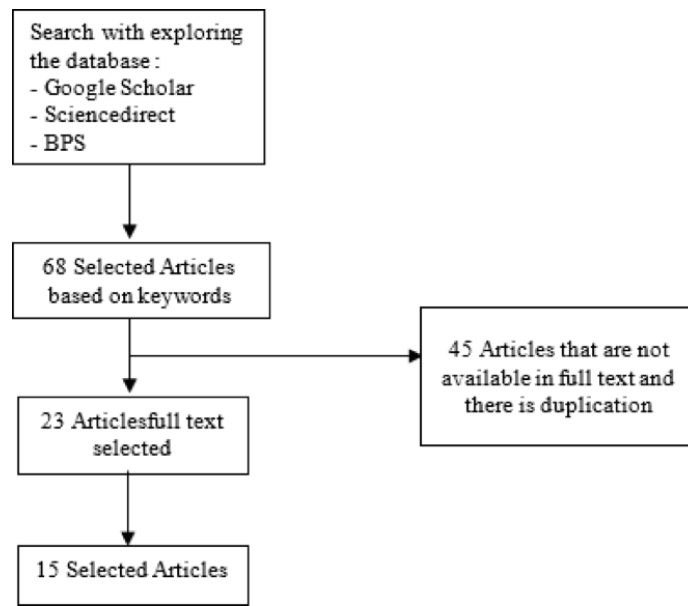 Search with exploring
the database :
- Google Scholar
- Sciencedirect
- BPS
68 Selected Articles
based on keywords
45 Articles that are not
available in full text and
there is duplication
23 Articlesfull text
selected
15 Selected Articles